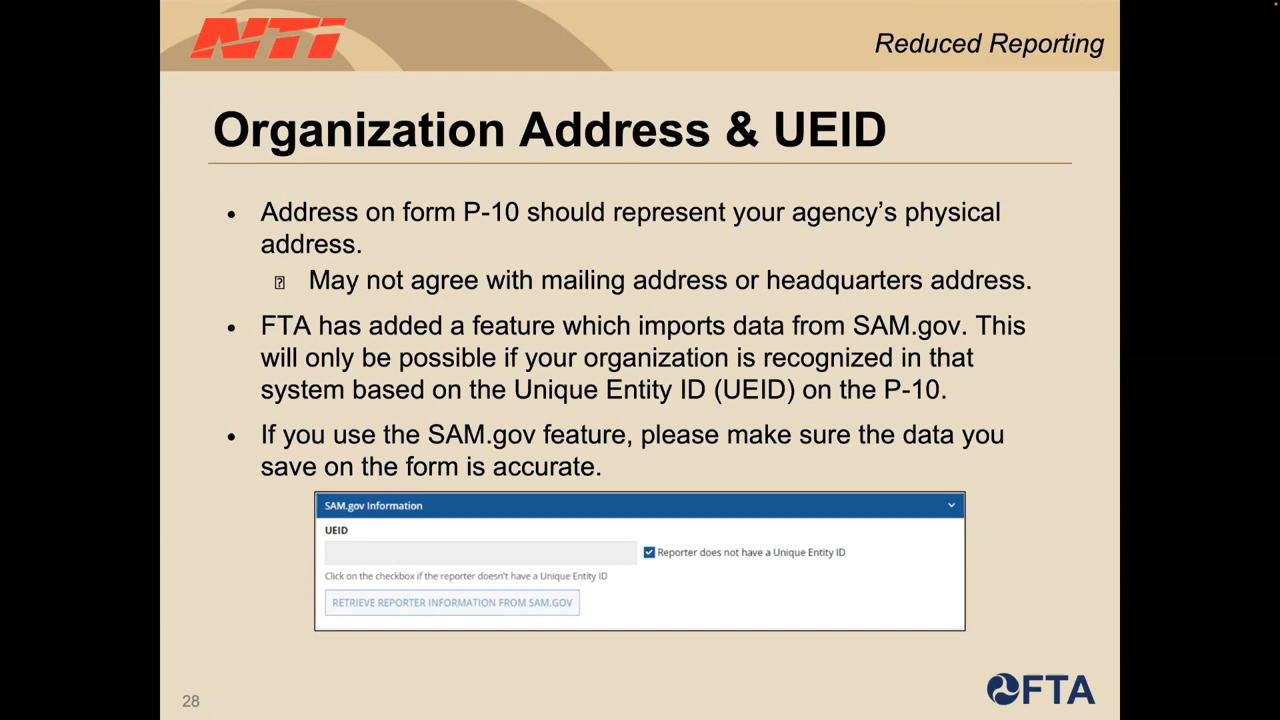 NTI
Reduced Reporting
Organization Address & UEID
• Address on form P-10 should represent your agency’s physical
address.
May not agree with mailing address or headquarters address.
• FTA has added a feature which imports data from SAM.gov. This
will only be possible if your organization is recognized in that
system based on the Unique Entity ID (UEID) on the P-10.
• If you use the SAM.gov feature, please make sure the data you
save on the form is accurate.
SAM.gov Information
UEID
Reporter does not have a Unique Entity ID
Click on the checkbox if the reporter doesn't have a Unique Entity ID
RETRIEVE REPORTER INFORMATION FROM SAM.GOV
28
FTA